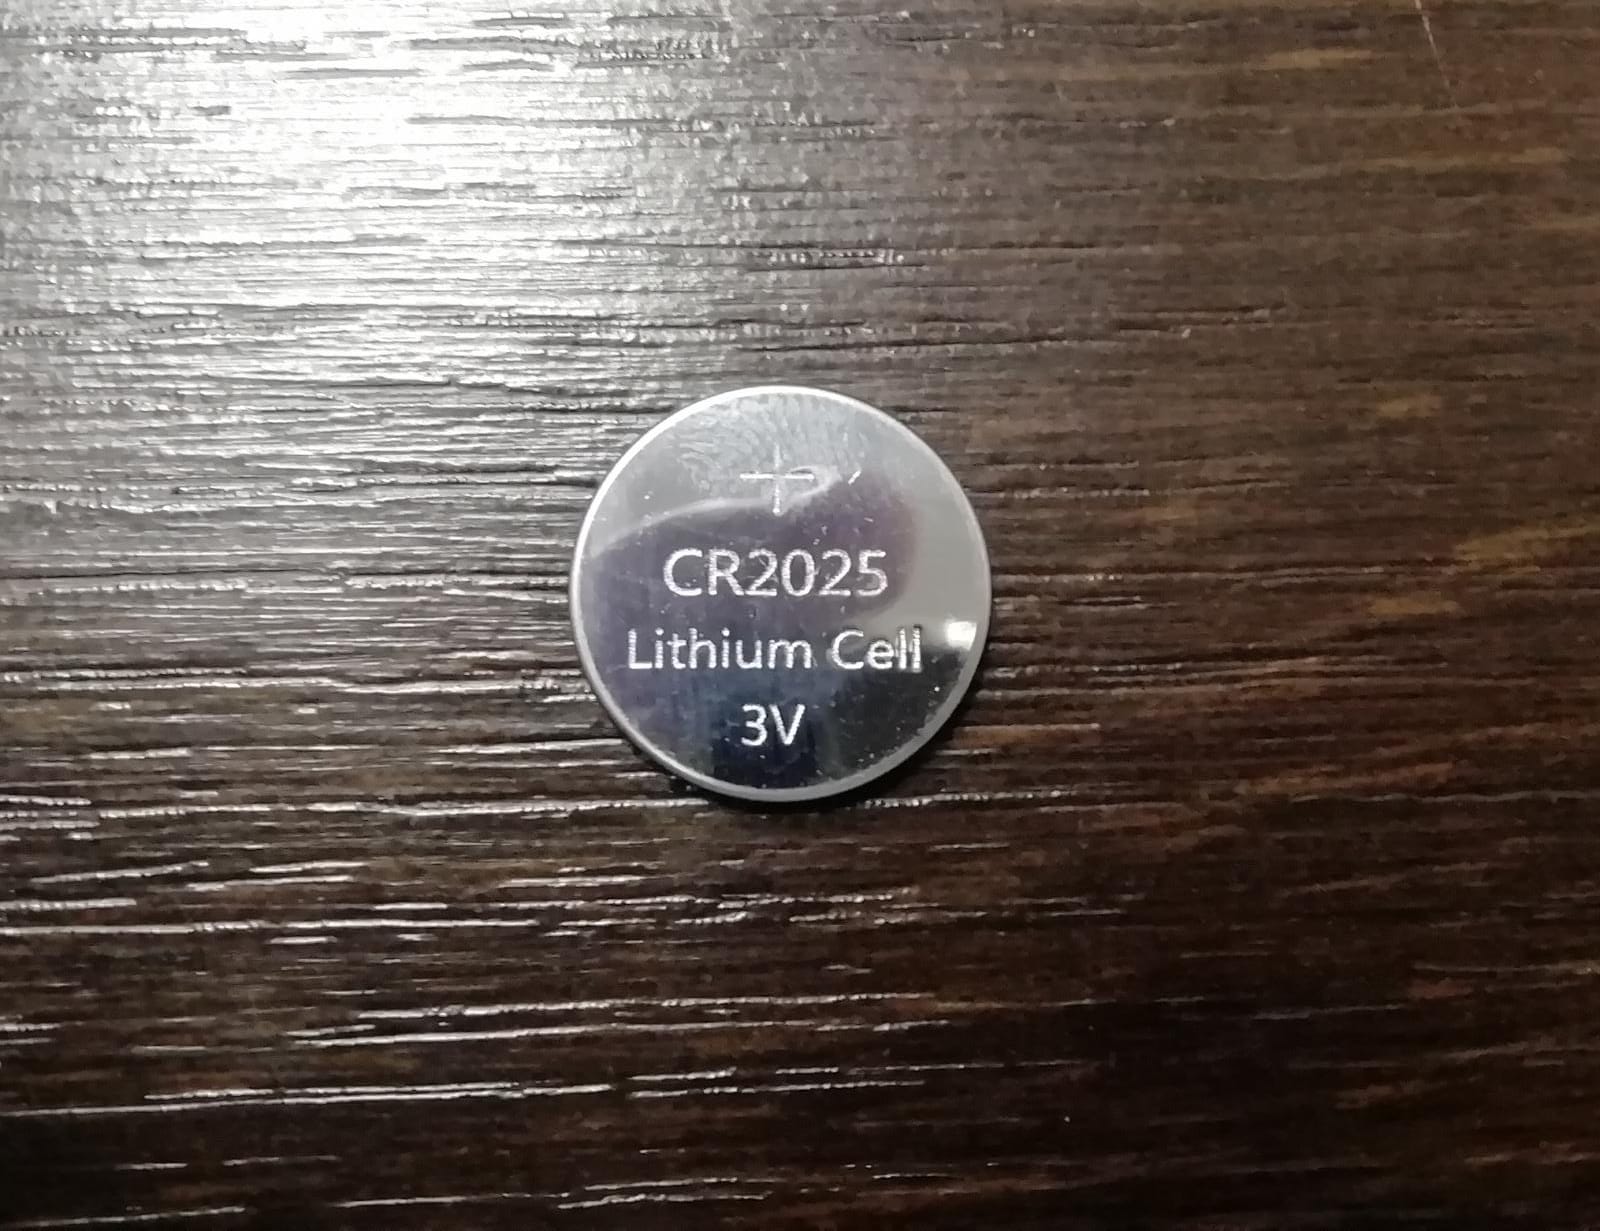 +
CR2025
Lithium Cell
3V